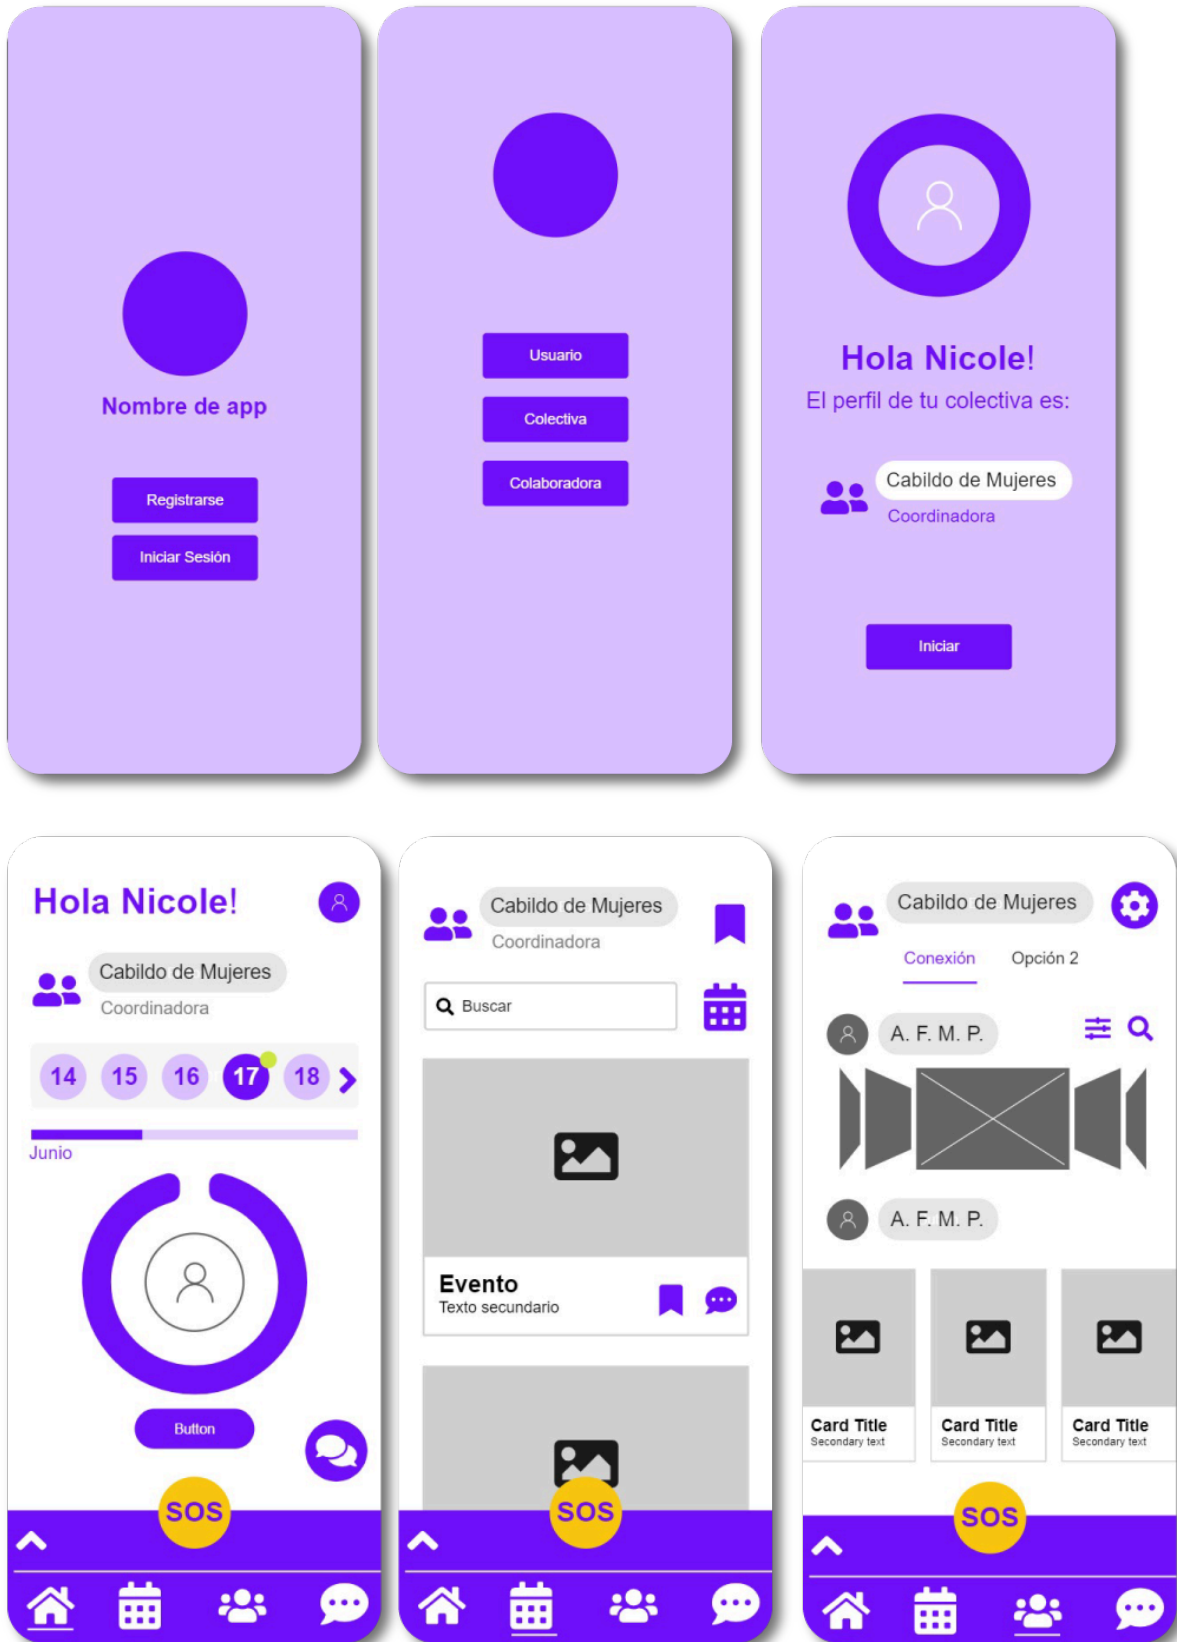 Nombre de app
Registrarse
Iniciar Sesión
Usuario
Colectiva
Colaboradora
Hola Nicole!
El perfil de tu colectiva es:
Cabildo de Mujeres
Coordinadora
Iniciar
Hola Nicole!
Cabildo de Mujeres
Coordinadora
14 15 16 17 18
Junio
Button
SOS
Cabildo de Mujeres
Coordinadora
Buscar
Evento
Texto secundario
SOS
Cabildo de Mujeres
Conexión Opción 2
A. F. M. P.
A. F. M. P.
Card Title Card Title Card Title
Secondary text Secondary text Secondary text
SOS